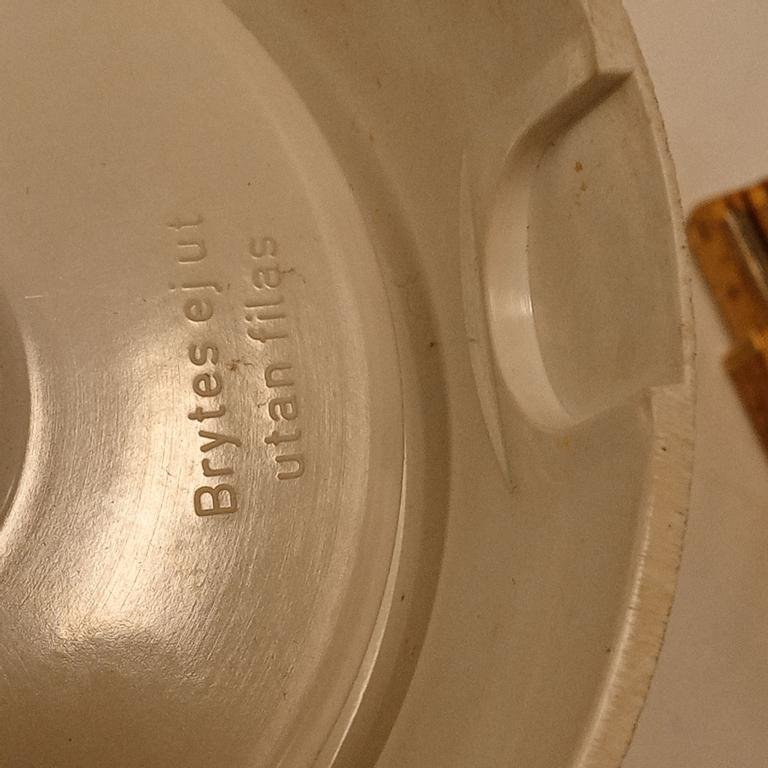 Brytes ej ut
utan filas